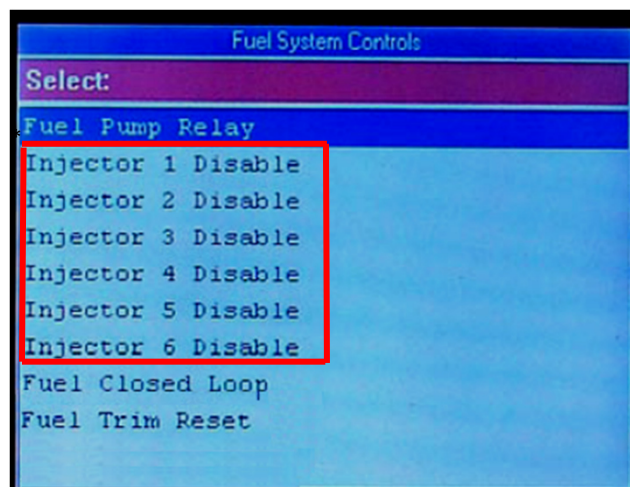 Fuel System Controls
Select:
Fuel Pump Relay
Injector 1 Disable
Injector 2 Disable
Injector 3 Disable
Injector 4 Disable
Injector 5 Disable
Injector 6 Disable
Fuel Closed Loop
Fuel Trim Reset